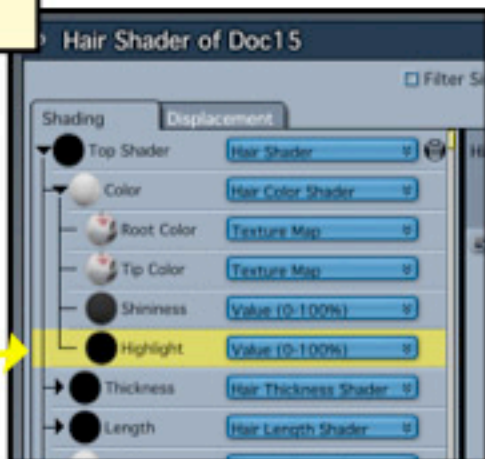 Hair Shader of Doc15
Filter
Shading Displacement
Top Shader Hair Shader
Color Hair Color Shader
Root Color Texture Map
Tip Color Texture Map
Shininess Value (0-100%)
Highlight Value (0-100%)
Thickness Hair Thickness Shader
Length Hair Length Shader